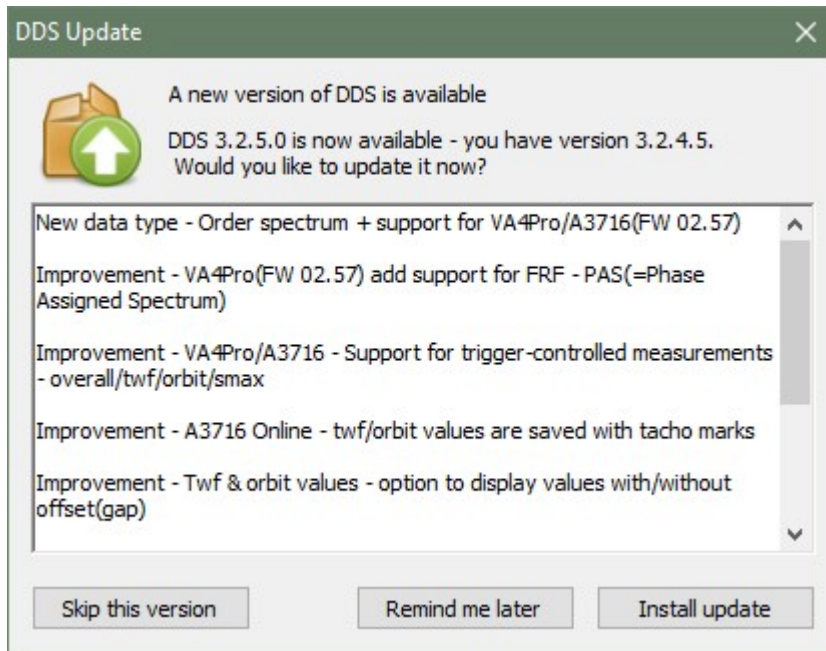 DDS Update
A new version of DDS is available
DDS 3.2.5.0 is now available - you have version 3.2.4.5.
Would you like to update it now?
New data type - Order spectrum + support for VA4Pro/A3716(FW 02.57)
Improvement - VA4Pro(FW 02.57) add support for FRF - PAS(=Phase
Assigned Spectrum)
Improvement - VA4Pro/A3716 - Support for trigger-controlled measurements
- overall/twf/orbit/smax
Improvement - A3716 Online - twf/orbit values are saved with tacho marks
Improvement - Twf & orbit values - option to display values with/without
offset(gap)
Skip this version
Remind me later
Install update